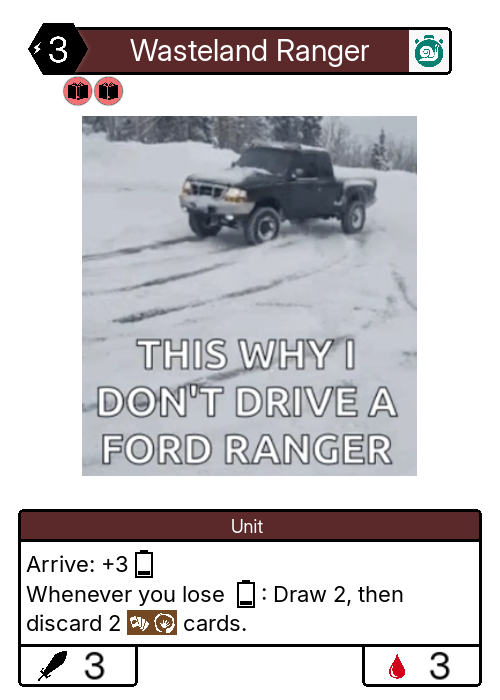 3
Wasteland Ranger
THIS WHY I
DON'T DRIVE A
FORD RANGER
Unit
Arrive: +3
Whenever you lose : Draw 2, then
discard 2 cards.
3
3